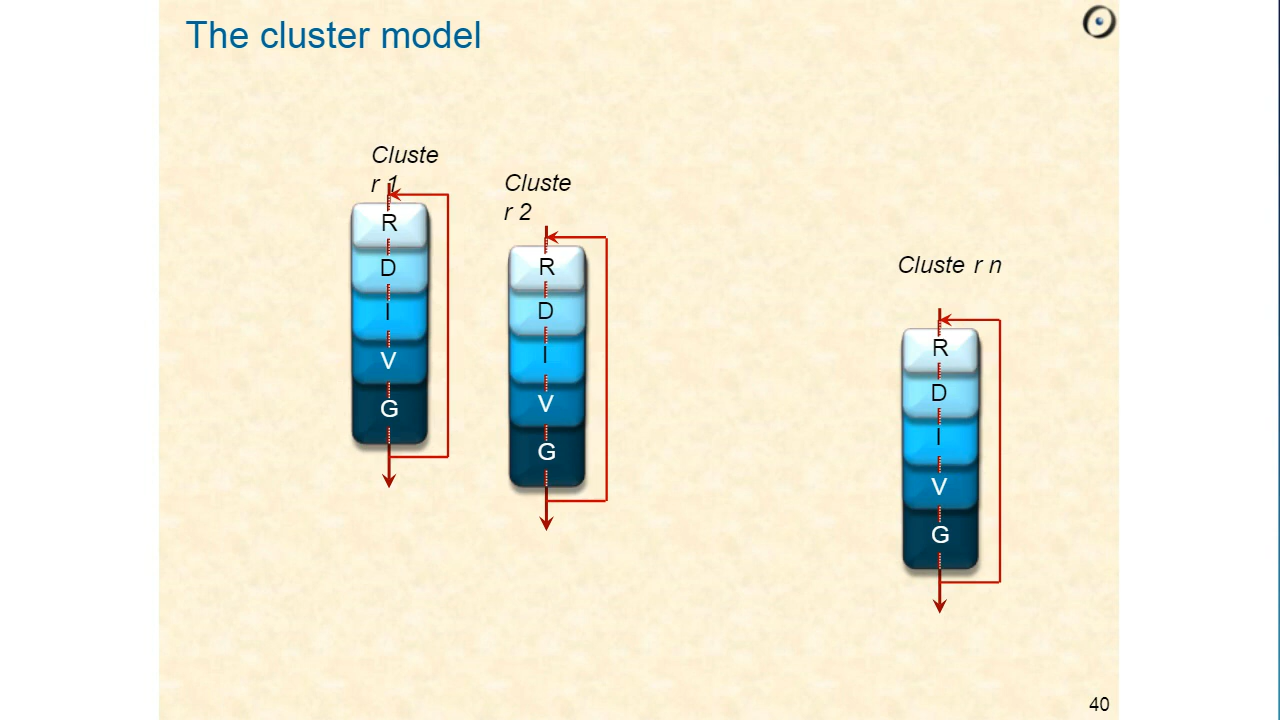 The cluster model
Cluste
r 1
R
D
I
V
G
Cluste
r 2
R
D
I
V
G
Cluste r n
R
D
I
V
G
40